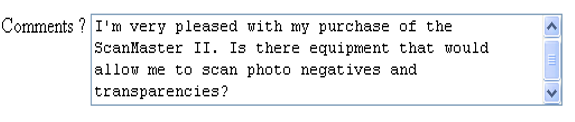 Comments ? I'm very pleased with my purchase of the
ScanMaster II. Is there equipment that would
allow me to scan photo negatives and
transparencies?